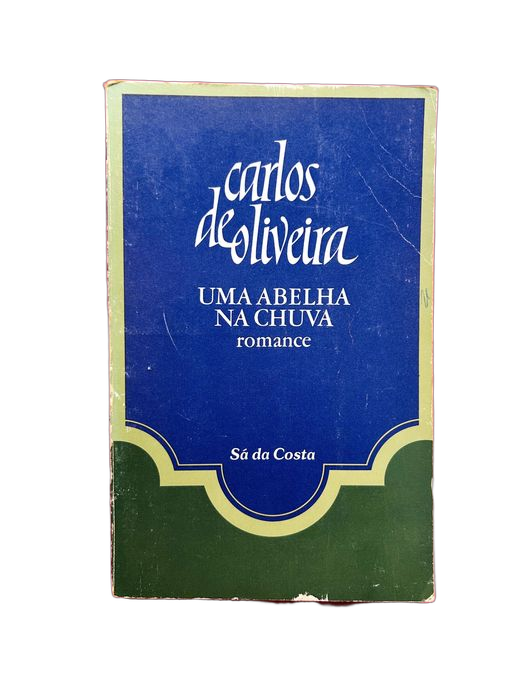 carlos
de oliveira
UMA ABELHA
NA CHUVA
romance
Sá da Costa